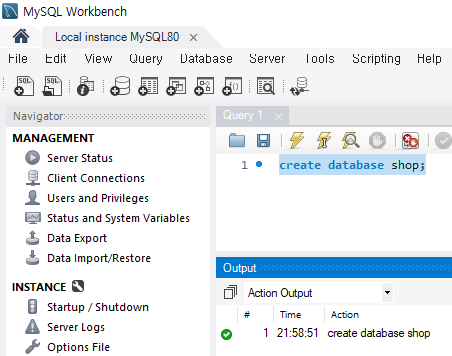 MySQL Workbench
Local instance MySQL80
File Edit View Query Database Server Tools Scripting Help
SQL SQL
Navigator
MANAGEMENT
Server Status
Client Connections
Users and Privileges
Status and System Variables
Data Export
Data Import/Restore
INSTANCE
Startup / Shutdown
Server Logs
Options File
Query 1
1 create database shop;
Output
Action Output
# Time Action
1 21:58:51 create database shop